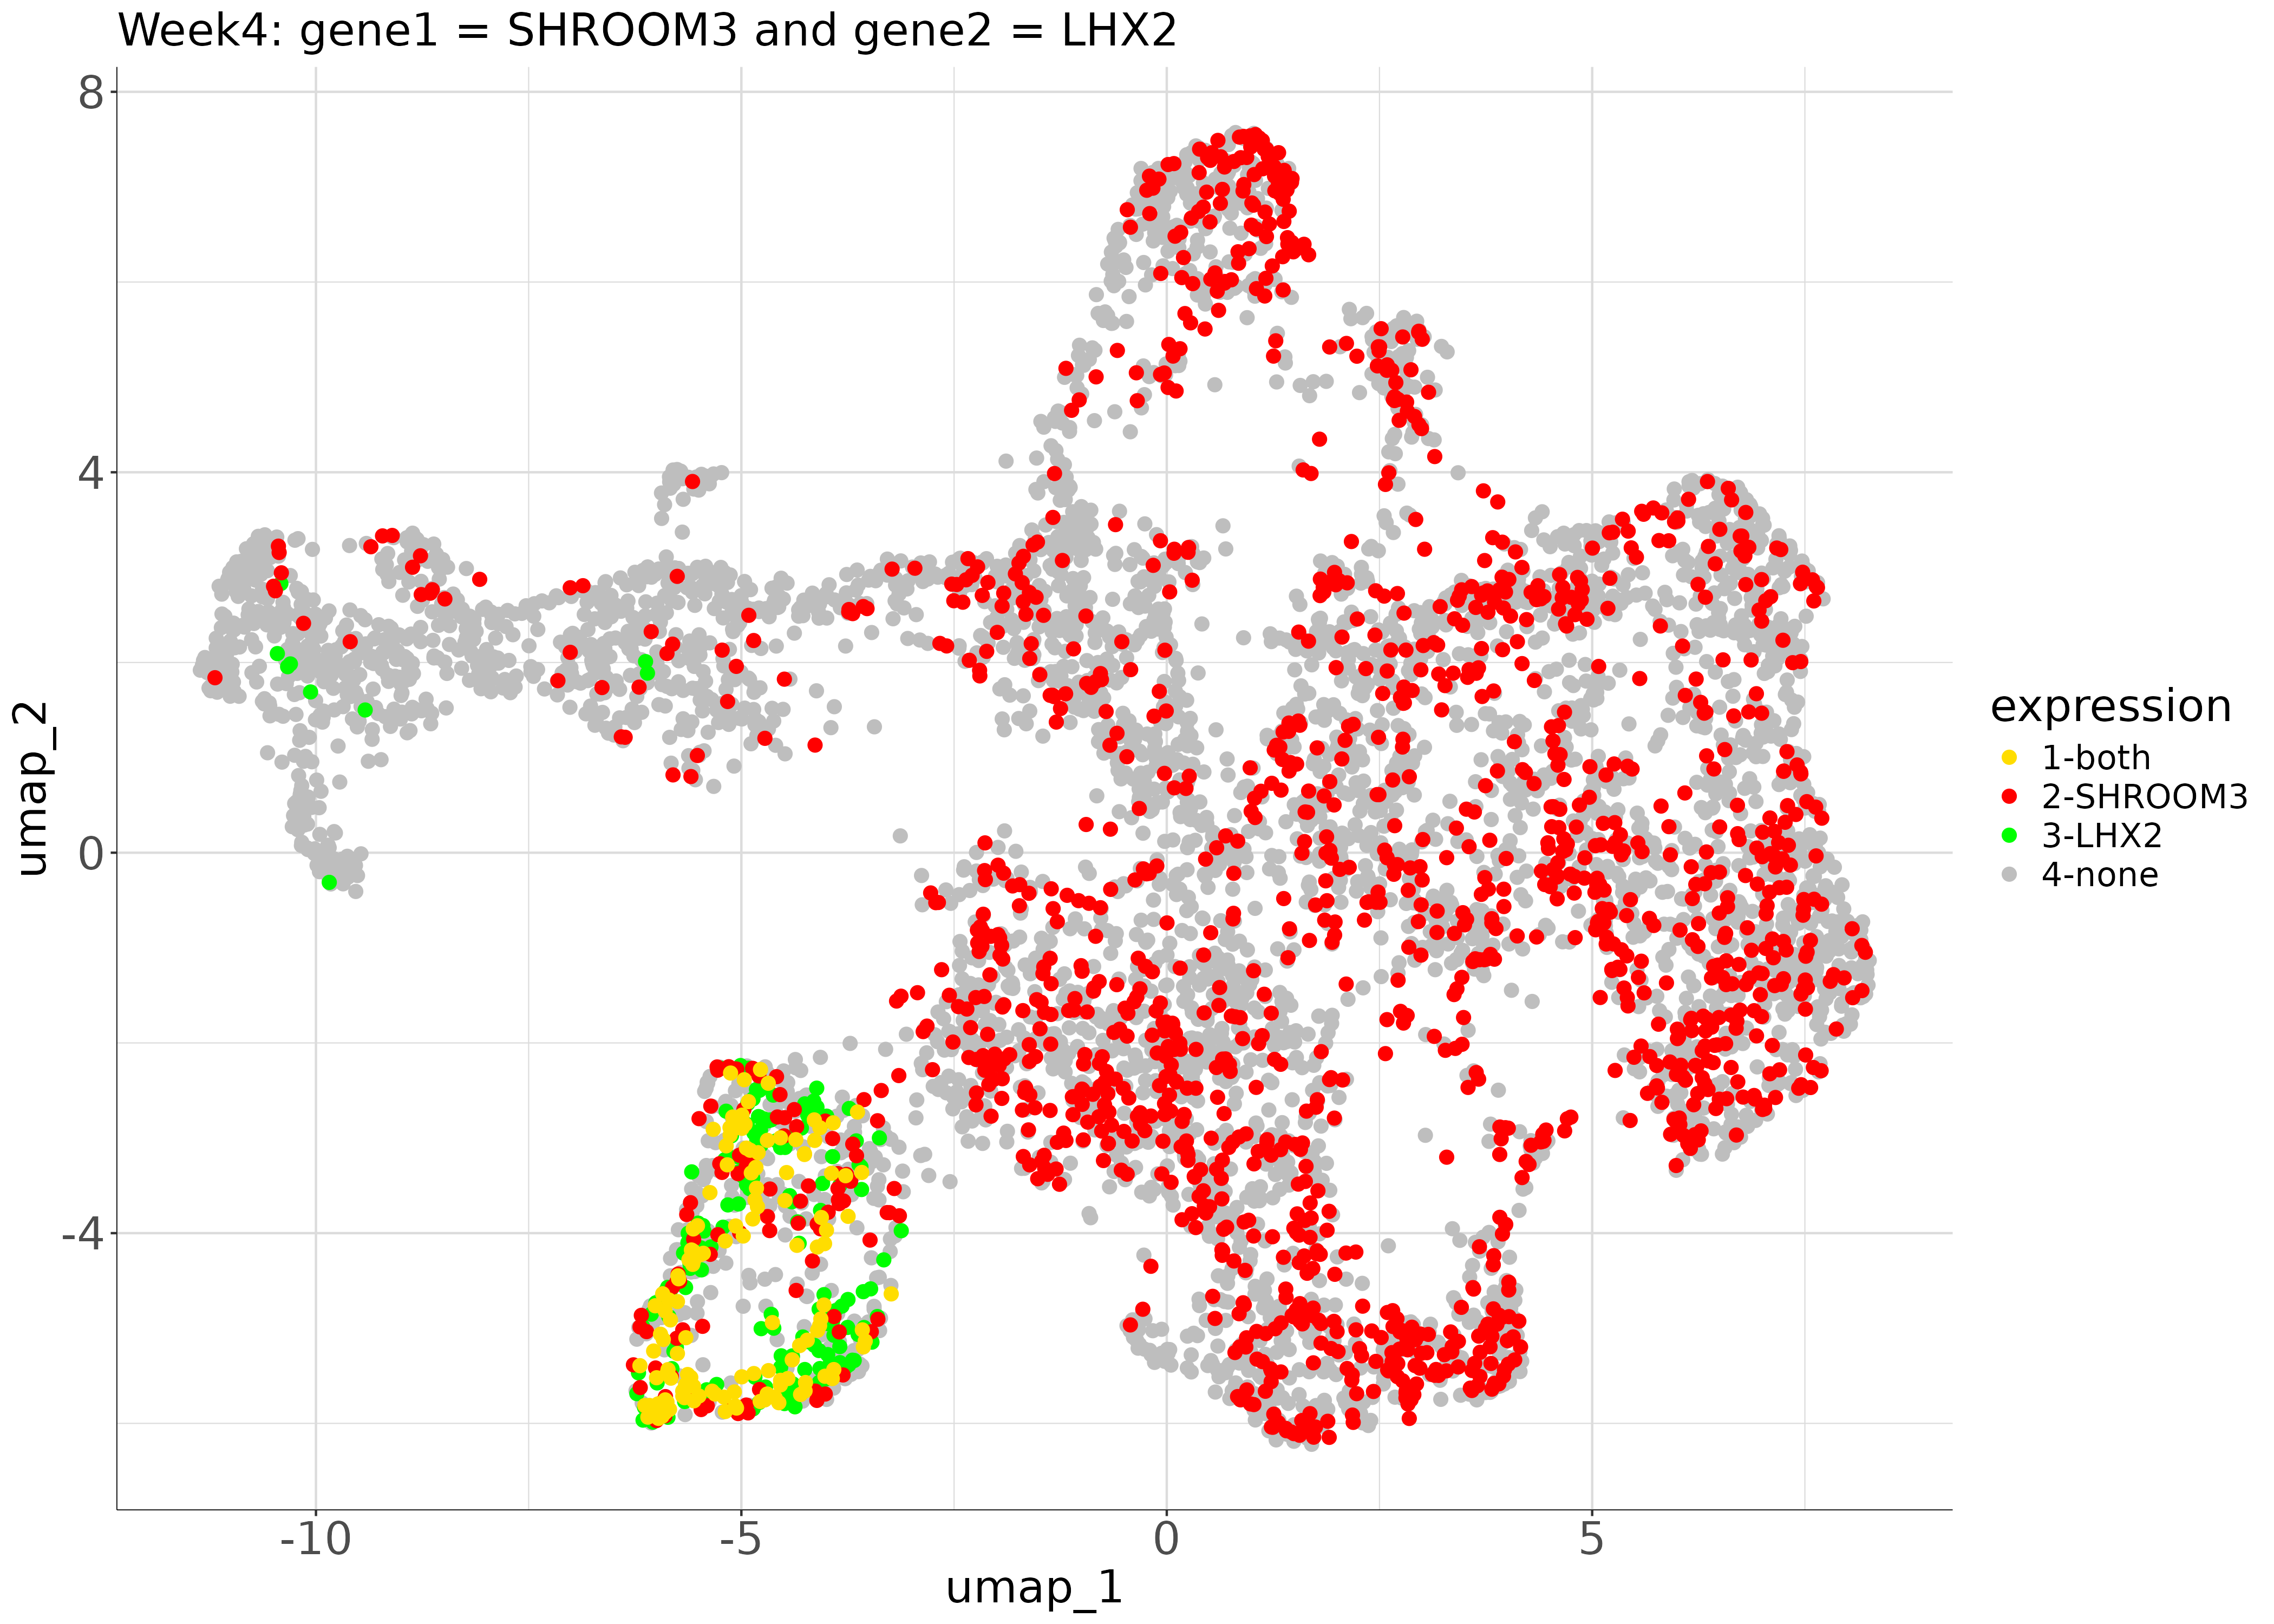 Week4: gene1 = SHROOM3 and gene2 = LHX2
8
4
0
-4
umap_2
-10
-5
0
5
umap_1
expression
1-both
2-SHROOM3
3-LHX2
4-none